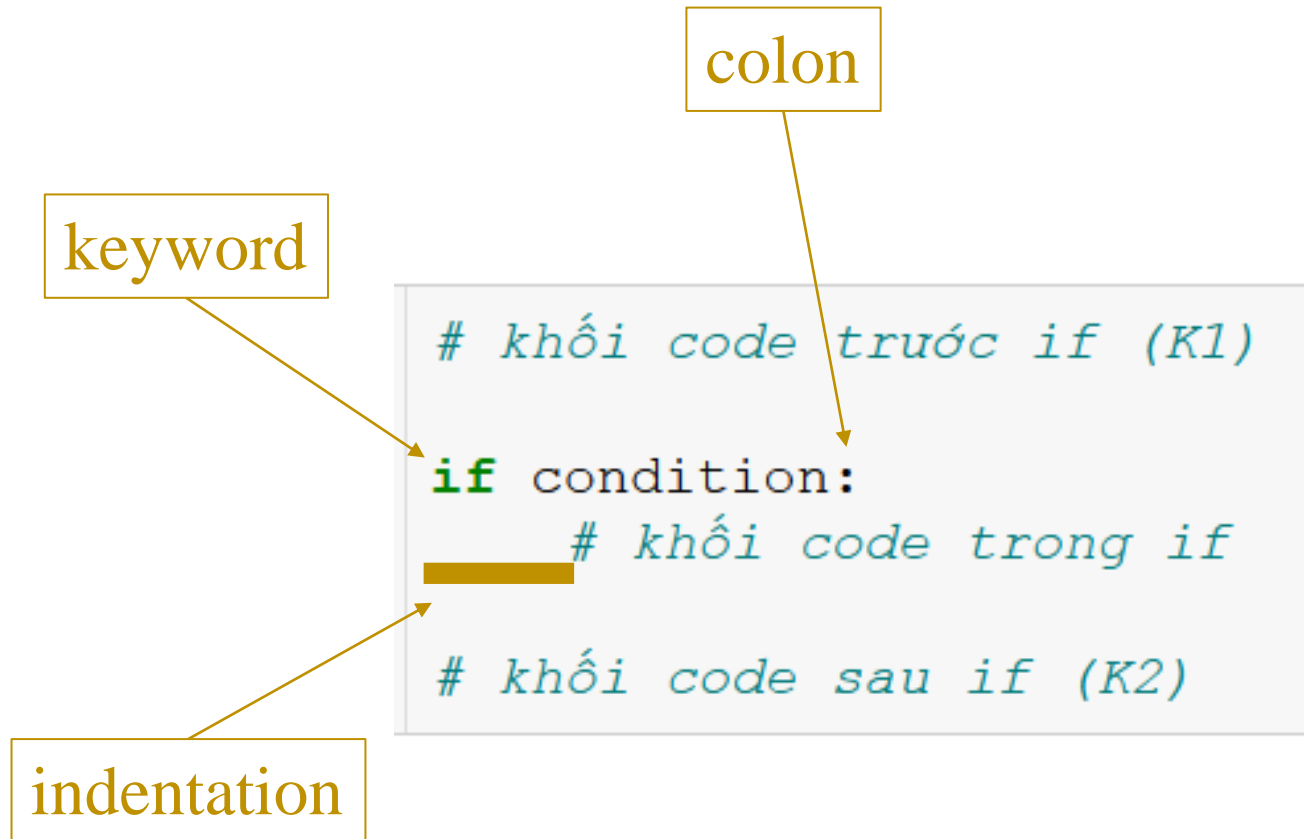 colon
keyword
# khối code trước if (K1)
if condition:
# khối code trong if
# khối code sau if (K2)
indentation